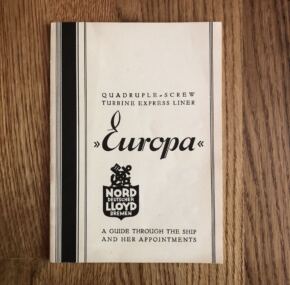 QUADRUPLE-SCREW
TURBINE EXPRESS LINER
»Europa«
NORD
DEUTSCHER
LLOYD
BREMEN
A GUIDE THROUGH THE SHIP
AND HER APPOINTMENTS